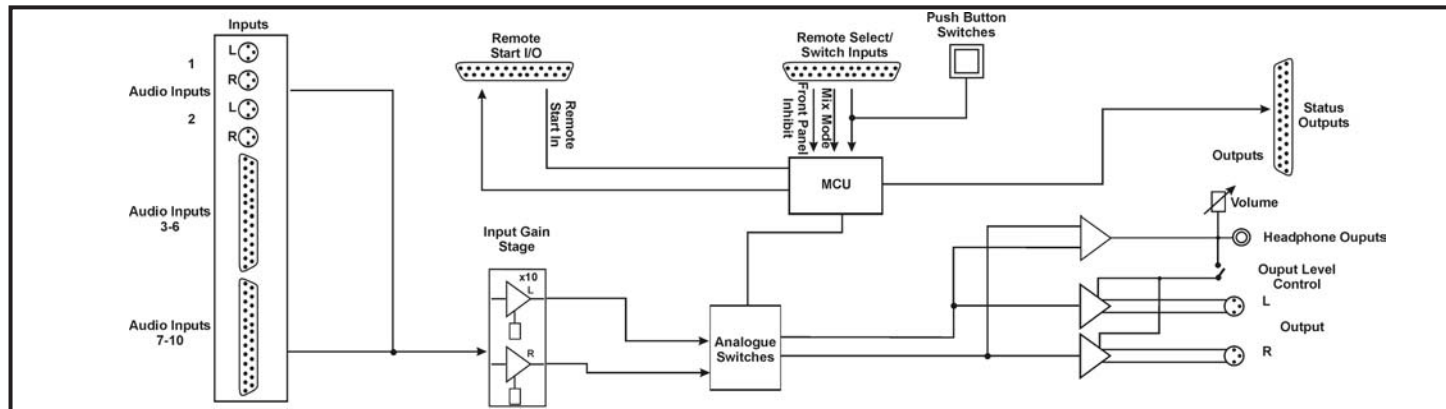 Inputs
L
1
R
Audio Inputs
L
2
R
Audio Inputs
3-6
Audio Inputs
7-10
Remote
Start I/O
Remote
Start In
Input Gain
Stage
x10
L
R
Remote Select/
Switch Inputs
Push Button
Switches
Front Panel
Inhibit
Mix Mode
MCU
Analogue
Switches
Status
Outputs
Outputs
Volume
Headphone Ouputs
Ouput Level
Control
L
Output
R